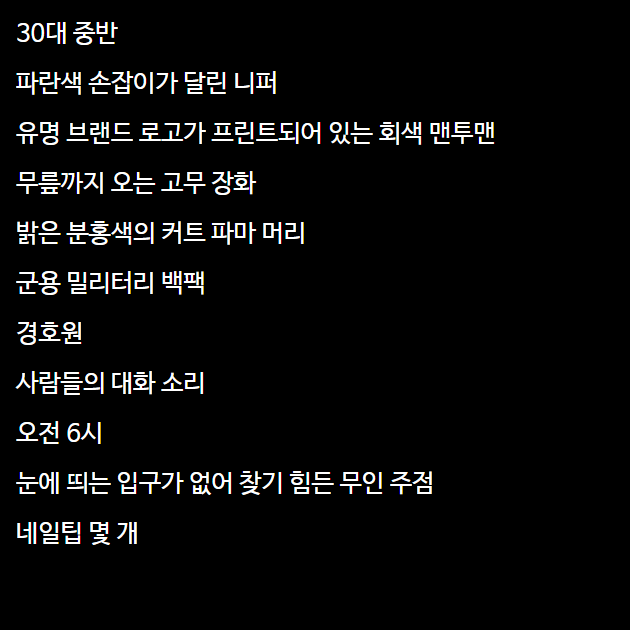 30대 중반
파란색 손잡이가 달린 니퍼
유명 브랜드 로고가 프린트되어 있는 회색 맨투맨
무릎까지 오는 고무 장화
밝은 분홍색의 커트 파마 머리
군용 밀리터리 백팩
경호원
사람들의 대화 소리
오전 6시
눈에 띄는 입구가 없어 찾기 힘든 무인 주점
네일팁 몇 개